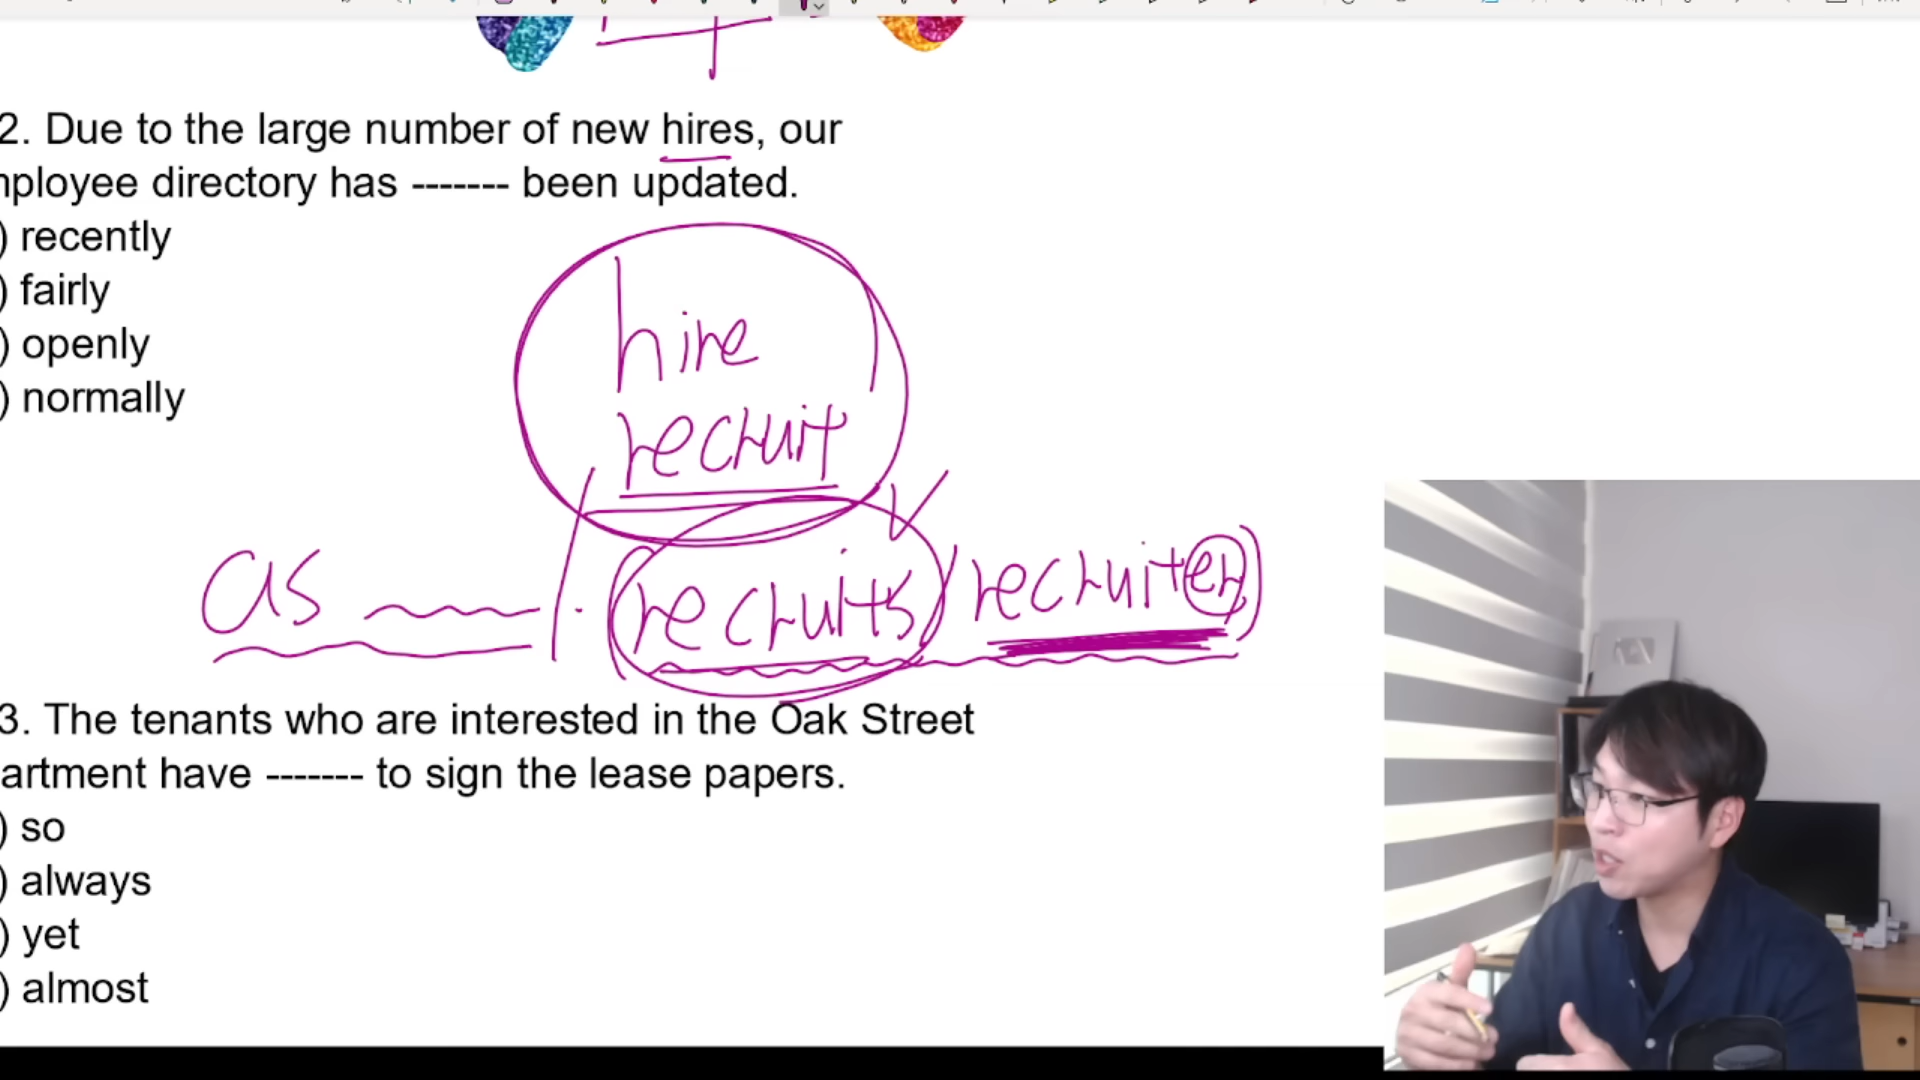 2. Due to the large number of new hires, our
mployee directory has ------- been updated.
) recently
) fairly
) openly
) normally
hire
recruit
as
recruits / recruiter
3. The tenants who are interested in the Oak Street
artment have ------- to sign the lease papers.
) so
) always
) yet
) almost